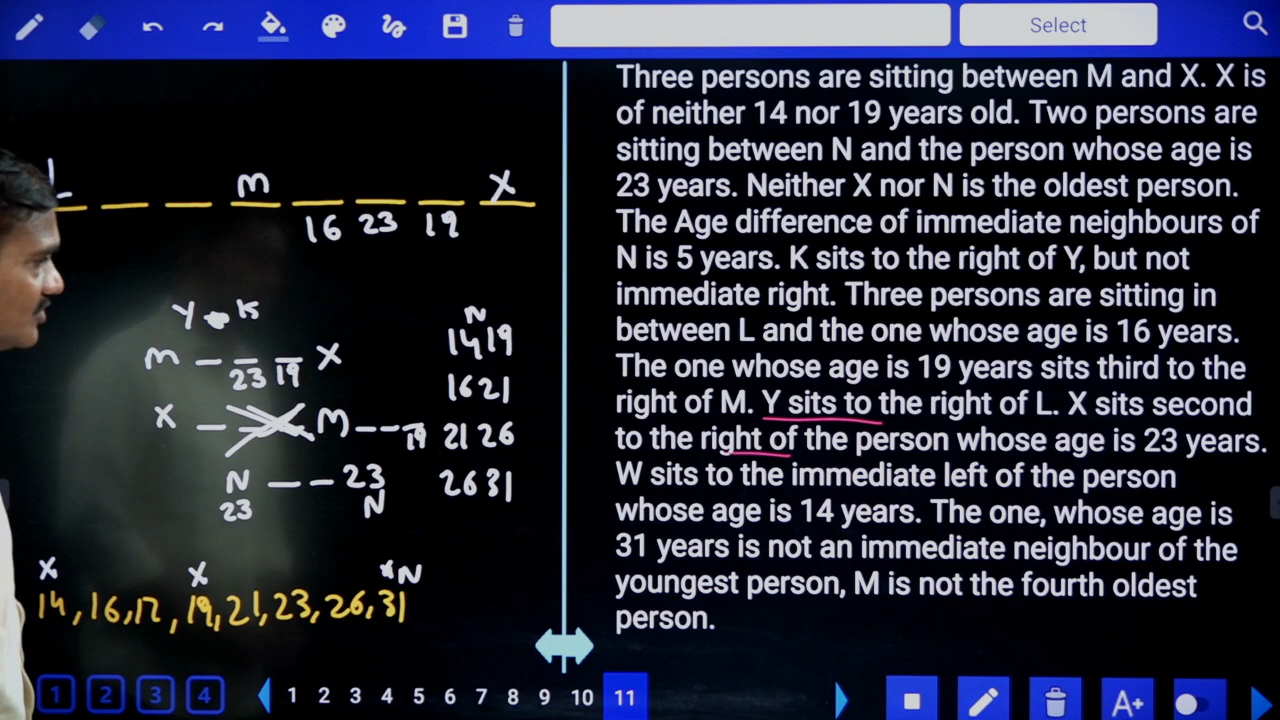 Select
Three persons are sitting between M and X. X is
of neither 14 nor 19 years old. Two persons are
sitting between N and the person whose age is
23 years. Neither X nor N is the oldest person.
The Age difference of immediate neighbours of
N is 5 years. K sits to the right of Y, but not
immediate right. Three persons are sitting in
between L and the one whose age is 16 years.
The one whose age is 19 years sits third to the
right of M. Y sits to the right of L. X sits second
to the right of the person whose age is 23 years.
W sits to the immediate left of the person
whose age is 14 years. The one, whose age is
31 years is not an immediate neighbour of the
youngest person, M is not the fourth oldest
person.
L M X
16 23 19
Y K
M X
23 19
X M 19
N 23
23 N
N
14 19
16 21
21 26
26 31
X X X N
14, 16, 17, 19, 21, 23, 26, 31
1 2 3 4
1 2 3 4 5 6 7 8 9 10 11
A+